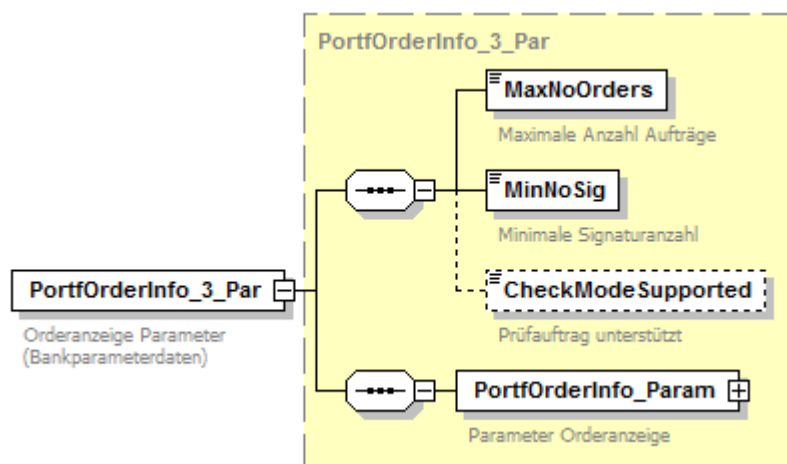 PortfOrderInfo_3_Par
MaxNoOrders
Maximale Anzahl Aufträge
MinNoSig
Minimale Signaturanzahl
PortfOrderInfo_3_Par
Orderanzeige Parameter
(Bankparameterdaten)
CheckModeSupported
Prüfauftrag unterstützt
PortfOrderInfo_Param
Parameter Orderanzeige